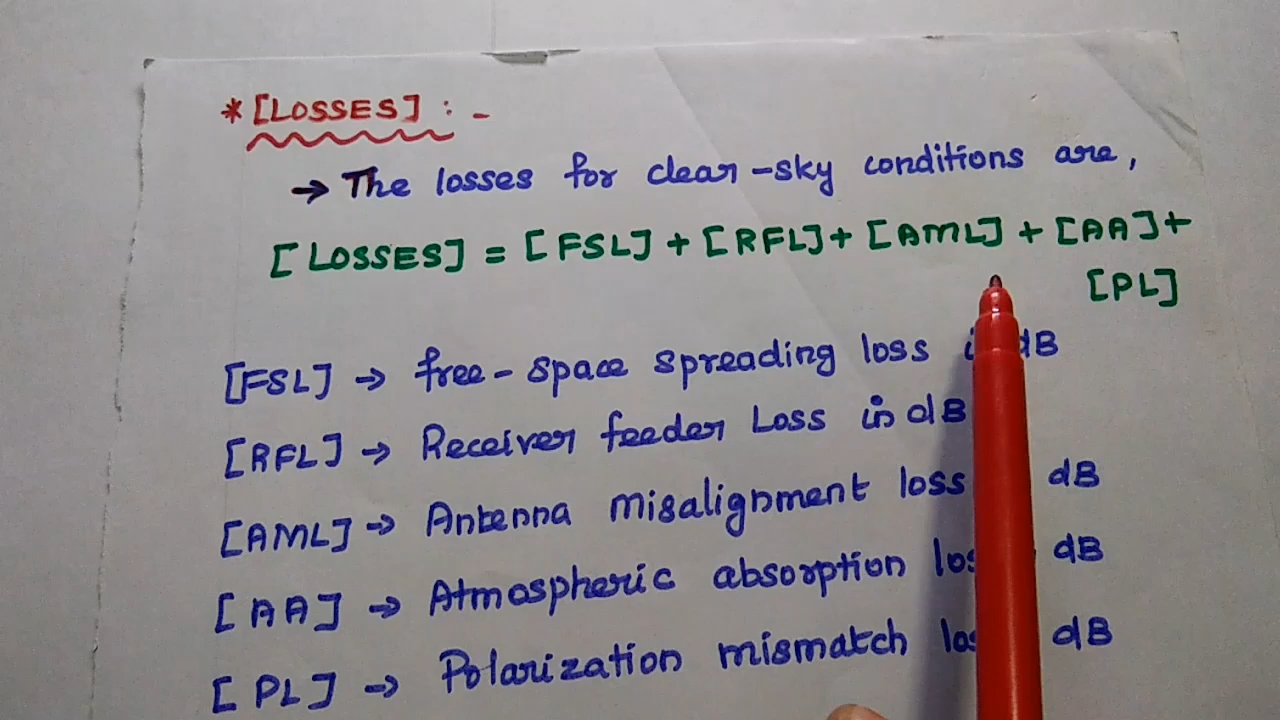 * [LOSSES] : -
→ The losses for clear-sky conditions are,
[LOSSES] = [FSL] + [RFL] + [AML] + [AA] +
[PL]
[FSL] → free-space spreading loss dB
[RFL] → Receiver feeder Loss in dB
[AML] → Antenna misalignment loss dB
[AA] → Atmospheric absorption dB
[PL] → Polarization mismatch dB